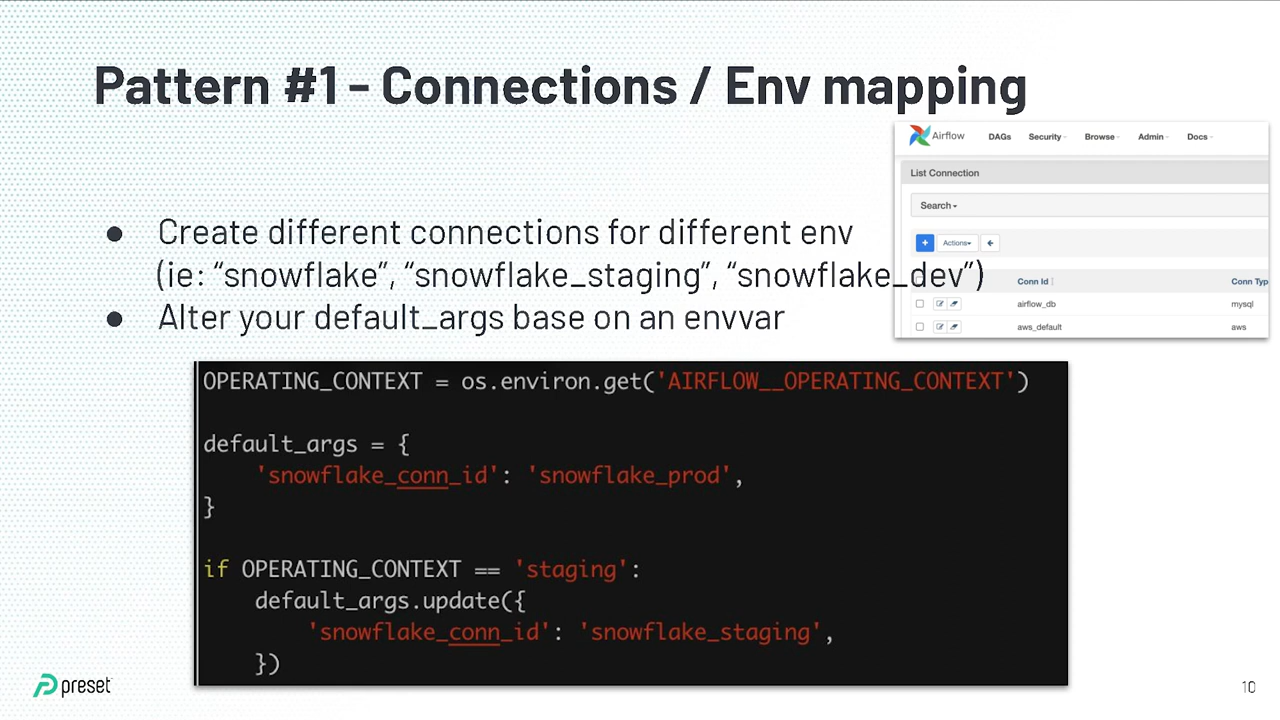 Pattern #1 - Connections / Env mapping
Airflow
DAGs Security Browse Admin Docs
List Connection
Search
+ Actions
Conn Id Conn Typ
airflow_db mysql
aws_default aws
● Create different connections for different env
(ie: “snowflake”, “snowflake_staging”, “snowflake_dev”)
● Alter your default_args base on an envvar
OPERATING_CONTEXT = os.environ.get('AIRFLOW__OPERATING_CONTEXT')
default_args = {
'snowflake_conn_id': 'snowflake_prod',
}
if OPERATING_CONTEXT == 'staging':
default_args.update({
'snowflake_conn_id': 'snowflake_staging',
})
preset
10